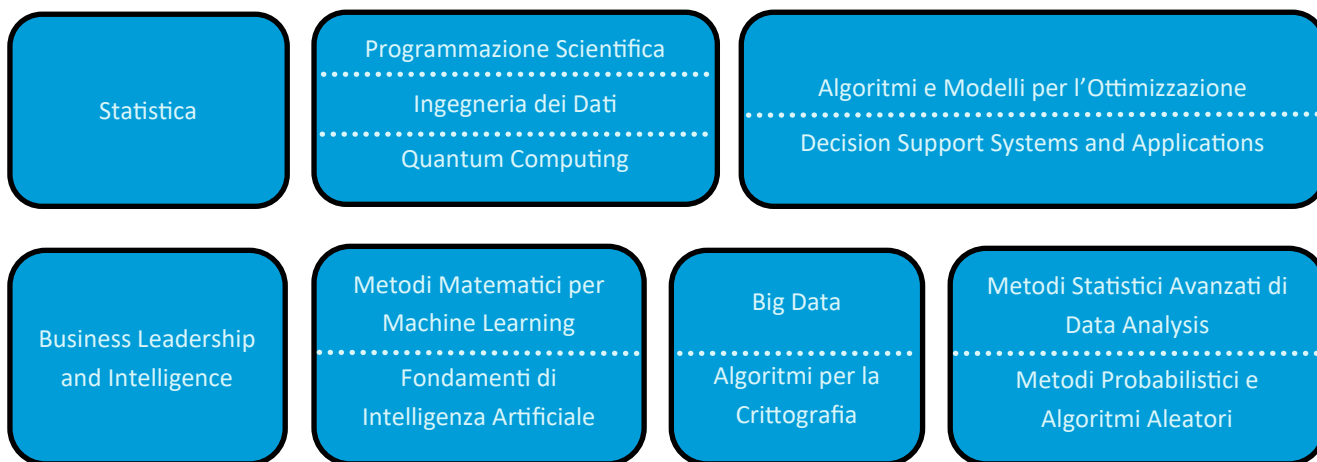 Statistica
Programmazione Scientifica
Ingegneria dei Dati
Quantum Computing
Algoritmi e Modelli per l’Ottimizzazione
Decision Support Systems and Applications
Business Leadership
and Intelligence
Metodi Matematici per
Machine Learning
Fondamenti di
Intelligenza Artificiale
Big Data
Algoritmi per la
Crittografia
Metodi Statistici Avanzati di
Data Analysis
Metodi Probabilistici e
Algoritmi Aleatori